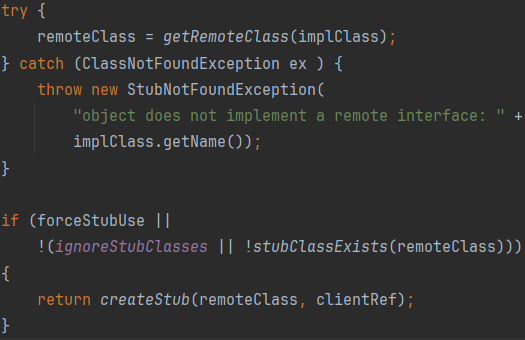 try {
    remoteClass = getRemoteClass(implClass);
} catch (ClassNotFoundException ex ) {
    throw new StubNotFoundException(
        "object does not implement a remote interface: " +
        implClass.getName());
}
if (forceStubUse ||
    !(ignoreStubClasses || !stubClassExists(remoteClass)))
{
    return createStub(remoteClass, clientRef);
}